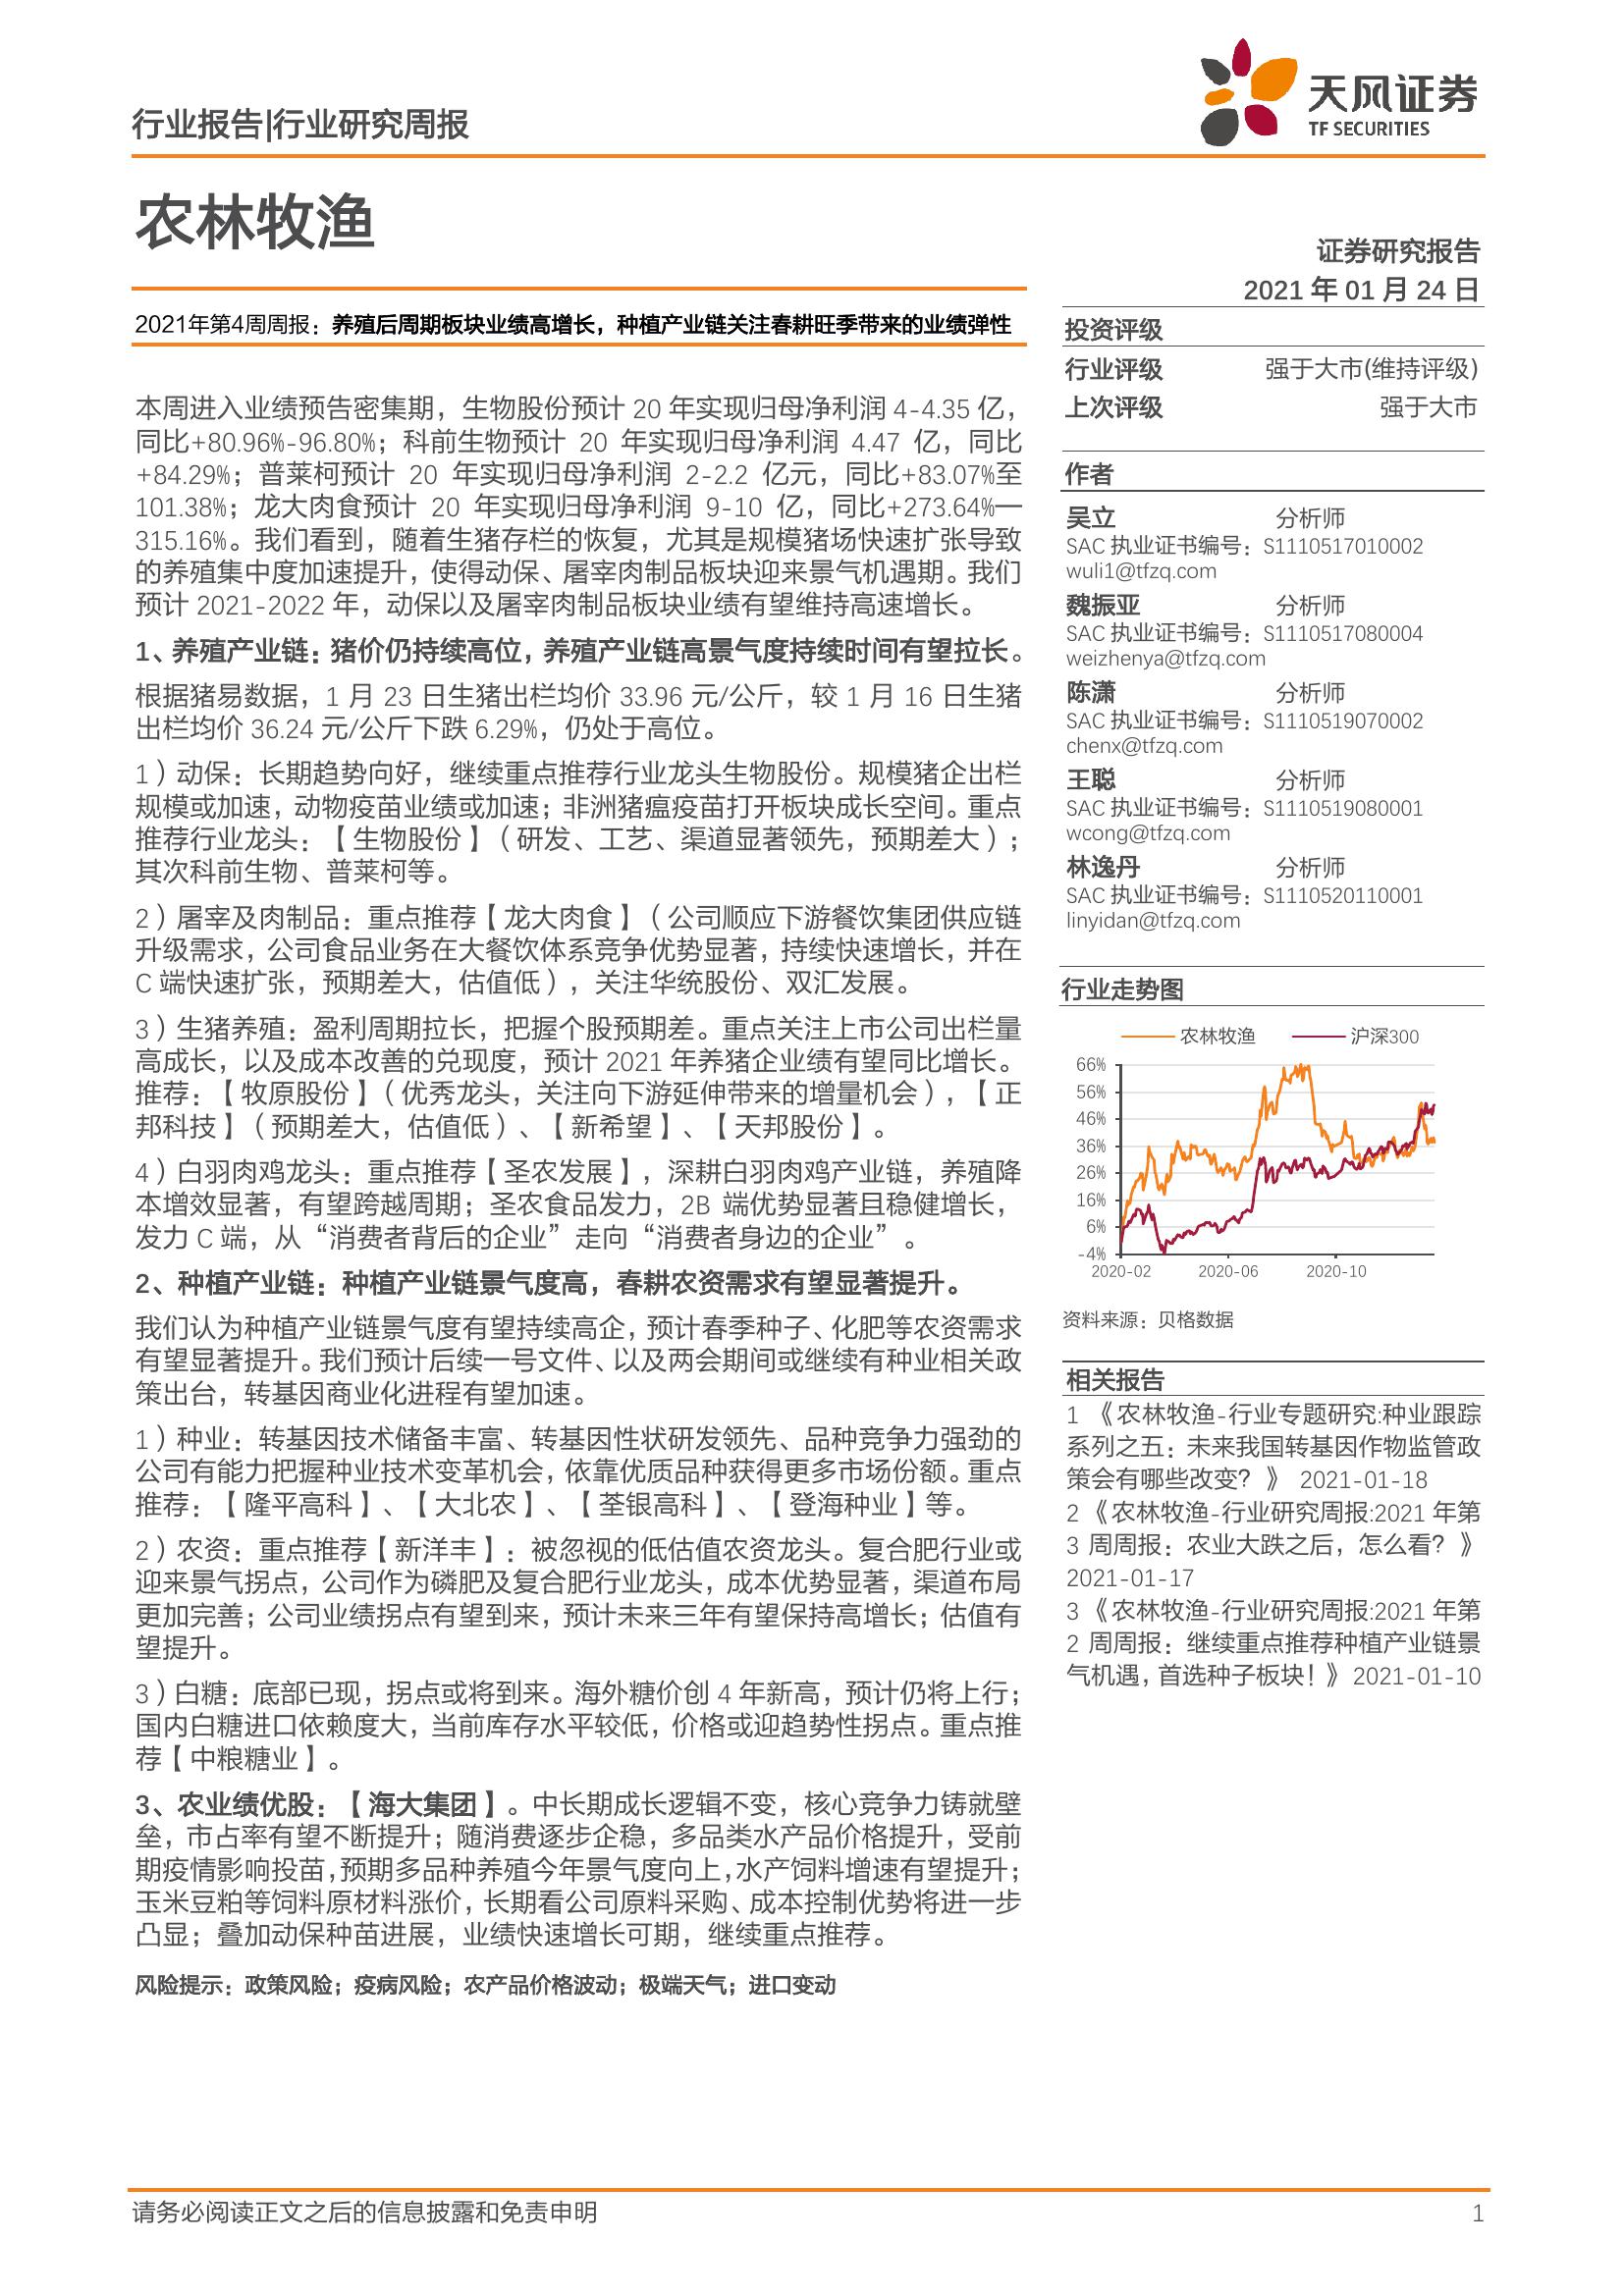 行业报告|行业研究周报
天风证券
TF SECURITIES
农林牧渔
证券研究报告
2021 年 01 月 24 日
2021年第4周周报：养殖后周期板块业绩高增长，种植产业链关注春耕旺季带来的业绩弹性
本周进入业绩预告密集期，生物股份预计 20 年实现归母净利润 4-4.35 亿，
同比+80.96%-96.80%；科前生物预计 20 年实现归母净利润 4.47 亿，同比
+84.29%；普莱柯预计 20 年实现归母净利润 2-2.2 亿元，同比+83.07%至
101.38%；龙大肉食预计 20 年实现归母净利润 9-10 亿，同比+273.64%—
315.16%。我们看到，随着生猪存栏的恢复，尤其是规模猪场快速扩张导致
的养殖集中度加速提升，使得动保、屠宰肉制品板块迎来景气机遇期。我们
预计 2021-2022 年，动保以及屠宰肉制品板块业绩有望维持高速增长。
1、养殖产业链：猪价仍持续高位，养殖产业链高景气度持续时间有望拉长。
根据猪易数据，1 月 23 日生猪出栏均价 33.96 元/公斤，较 1 月 16 日生猪
出栏均价 36.24 元/公斤下跌 6.29%，仍处于高位。
1）动保：长期趋势向好，继续重点推荐行业龙头生物股份。规模猪企出栏
规模或加速，动物疫苗业绩或加速；非洲猪瘟疫苗打开板块成长空间。重点
推荐行业龙头：【生物股份】（研发、工艺、渠道显著领先，预期差大）；
其次科前生物、普莱柯等。
2）屠宰及肉制品：重点推荐【龙大肉食】（公司顺应下游餐饮集团供应链
升级需求，公司食品业务在大餐饮体系竞争优势显著，持续快速增长，并在
C 端快速扩张，预期差大，估值低），关注华统股份、双汇发展。
3）生猪养殖：盈利周期拉长，把握个股预期差。重点关注上市公司出栏量
高成长，以及成本改善的兑现度，预计 2021 年养猪企业绩有望同比增长。
推荐：【牧原股份】（优秀龙头，关注向下游延伸带来的增量机会），【正
邦科技】（预期差大，估值低）、【新希望】、【天邦股份】。
4）白羽肉鸡龙头：重点推荐【圣农发展】，深耕白羽肉鸡产业链，养殖降
本增效显著，有望跨越周期；圣农食品发力，2B 端优势显著且稳健增长，
发力 C 端，从“消费者背后的企业”走向“消费者身边的企业”。
2、种植产业链：种植产业链景气度高，春耕农资需求有望显著提升。
我们认为种植产业链景气度有望持续高企，预计春季种子、化肥等农资需求
有望显著提升。我们预计后续一号文件、以及两会期间或继续有种业相关政
策出台，转基因商业化进程有望加速。
1）种业：转基因技术储备丰富、转基因性状研发领先、品种竞争力强劲的
公司有能力把握种业技术变革机会，依靠优质品种获得更多市场份额。重点
推荐：【隆平高科】、【大北农】、【荃银高科】、【登海种业】等。
2）农资：重点推荐【新洋丰】：被忽视的低估值农资龙头。复合肥行业或
迎来景气拐点，公司作为磷肥及复合肥行业龙头，成本优势显著，渠道布局
更加完善；公司业绩拐点有望到来，预计未来三年有望保持高增长；估值有
望提升。
3）白糖：底部已现，拐点或将到来。海外糖价创 4 年新高，预计仍将上行；
国内白糖进口依赖度大，当前库存水平较低，价格或迎趋势性拐点。重点推
荐【中粮糖业】。
3、农业绩优股：【海大集团】。中长期成长逻辑不变，核心竞争力铸就壁
垒，市占率有望不断提升；随消费逐步企稳，多品类水产品价格提升，受前
期疫情影响投苗，预期多品种养殖今年景气度向上，水产饲料增速有望提升；
玉米豆粕等饲料原材料涨价，长期看公司原料采购、成本控制优势将进一步
凸显；叠加动保种苗进展，业绩快速增长可期，继续重点推荐。
风险提示：政策风险；疫病风险；农产品价格波动；极端天气；进口变动
投资评级
行业评级 强于大市(维持评级)
上次评级 强于大市
作者
吴立 分析师
SAC 执业证书编号：S1110517010002
wuli1@tfzq.com
魏振亚 分析师
SAC 执业证书编号：S1110517080004
weizhenya@tfzq.com
陈潇 分析师
SAC 执业证书编号：S1110519070002
chenx@tfzq.com
王聪 分析师
SAC 执业证书编号：S1110519080001
wcong@tfzq.com
林逸丹 分析师
SAC 执业证书编号：S1110520110001
linyidan@tfzq.com
行业走势图
农林牧渔 沪深300
66%
56%
46%
36%
26%
16%
6%
-4%
2020-02 2020-06 2020-10
资料来源：贝格数据
相关报告
1 《农林牧渔-行业专题研究:种业跟踪
系列之五：未来我国转基因作物监管政
策会有哪些改变？》 2021-01-18
2 《农林牧渔-行业研究周报:2021 年第
3 周周报：农业大跌之后，怎么看？》
2021-01-17
3 《农林牧渔-行业研究周报:2021 年第
2 周周报：继续重点推荐种植产业链景
气机遇，首选种子板块！》 2021-01-10
请务必阅读正文之后的信息披露和免责申明 1